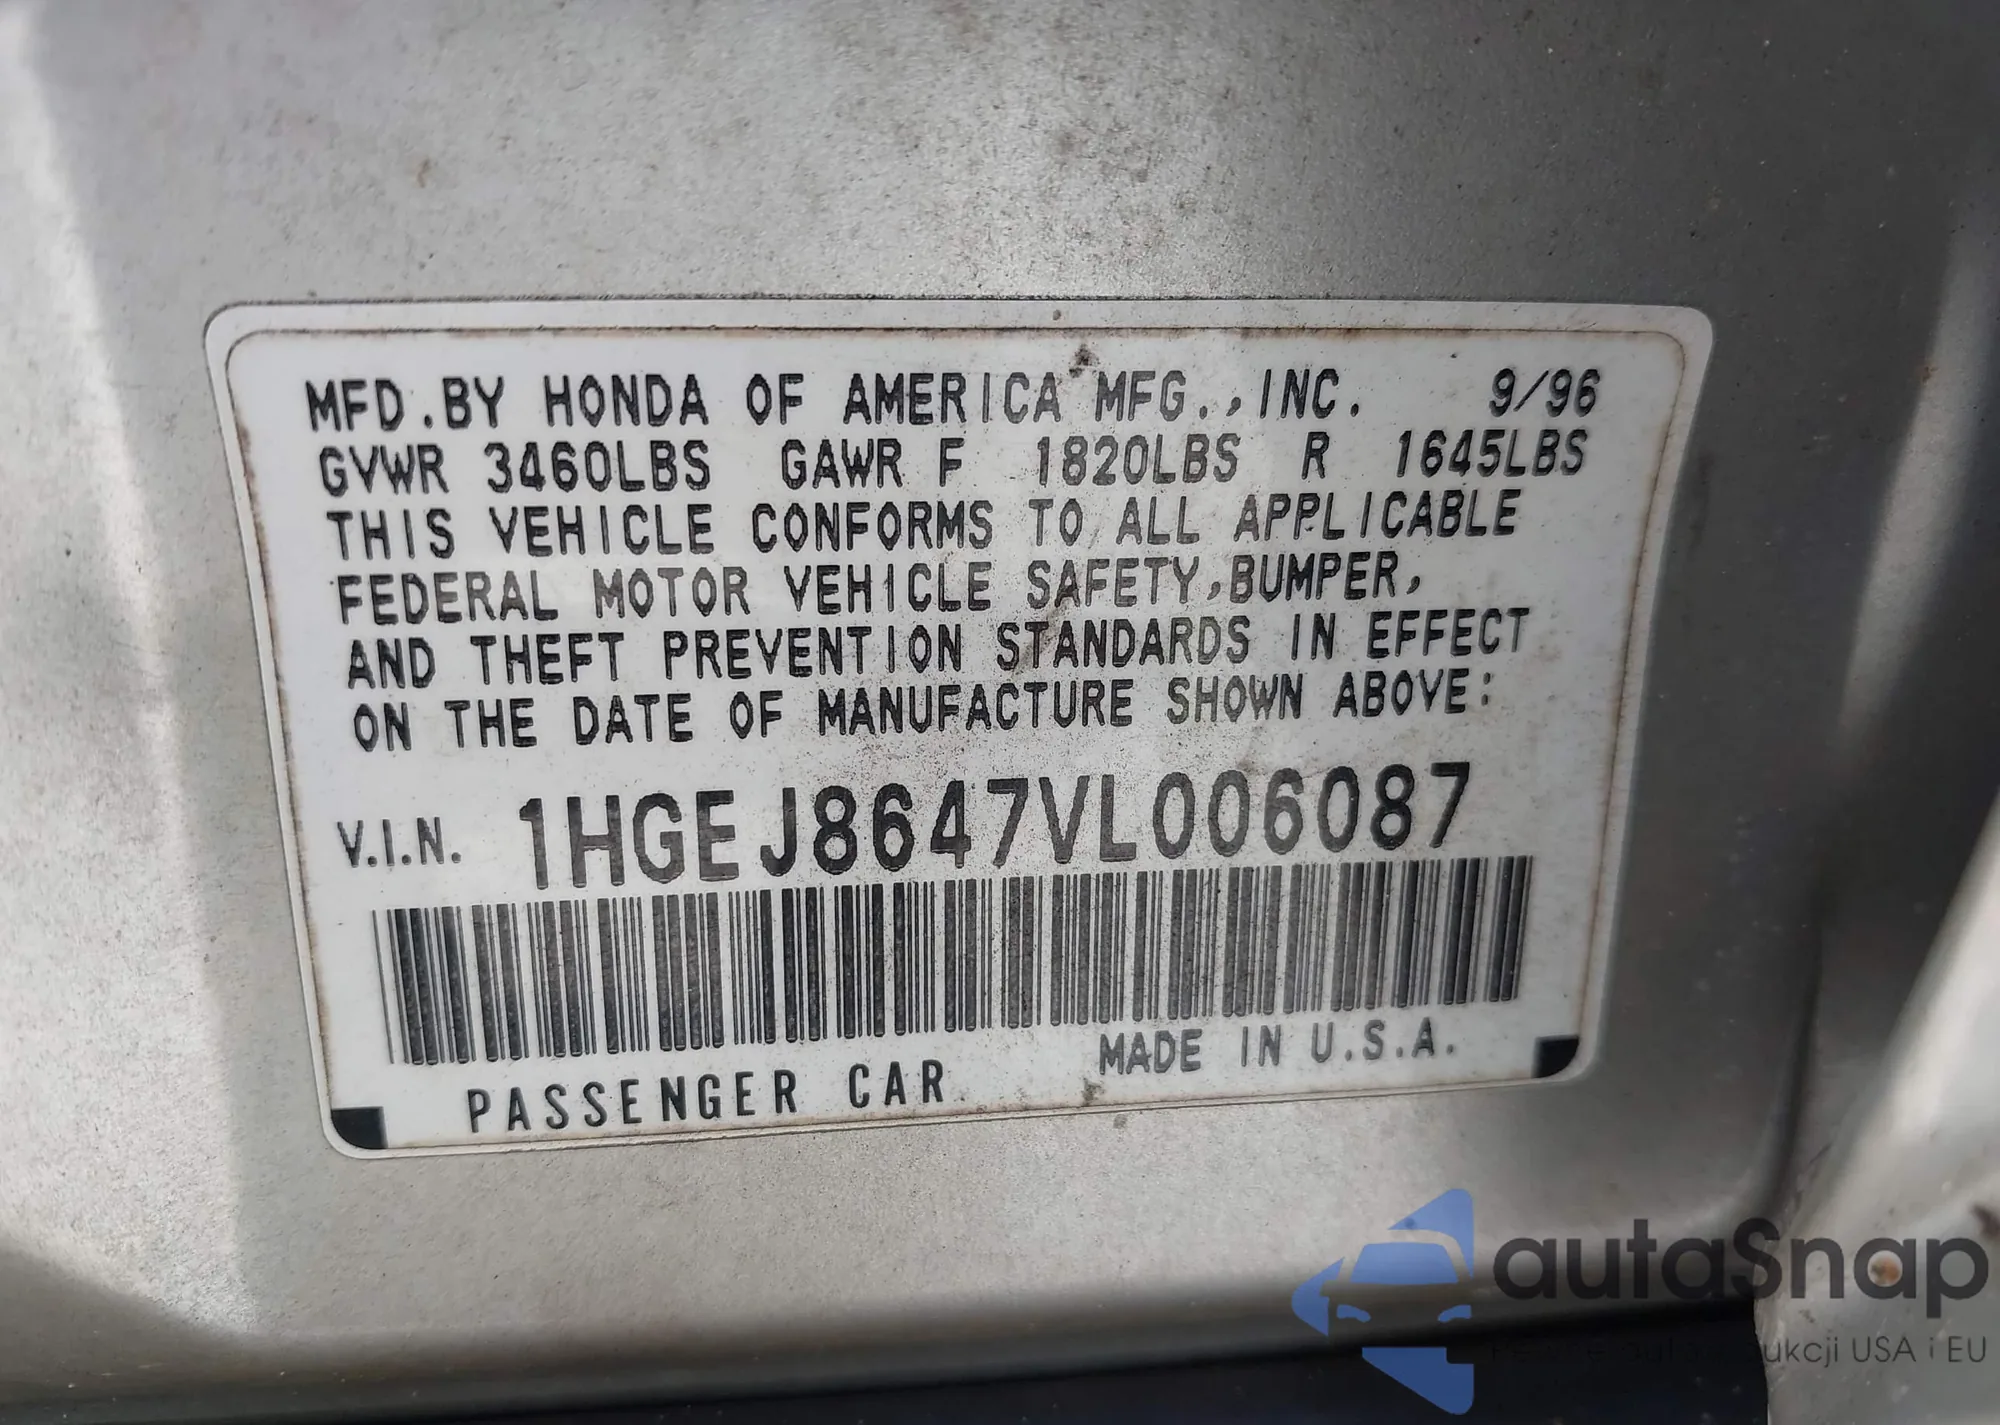 MFD.BY HONDA OF AMERICA MFG.,INC. 9/96
GVWR 3460LBS GAWR F 1820LBS R 1645LBS
THIS VEHICLE CONFORMS TO ALL APPLICABLE
FEDERAL MOTOR VEHICLE SAFETY,BUMPER,
AND THEFT PREVENTION STANDARDS IN EFFECT
ON THE DATE OF MANUFACTURE SHOWN ABOVE:
V.I.N. 1HGEJ8647VL006087
MADE IN U.S.A.
PASSENGER CAR
autaSnap
USA i EU